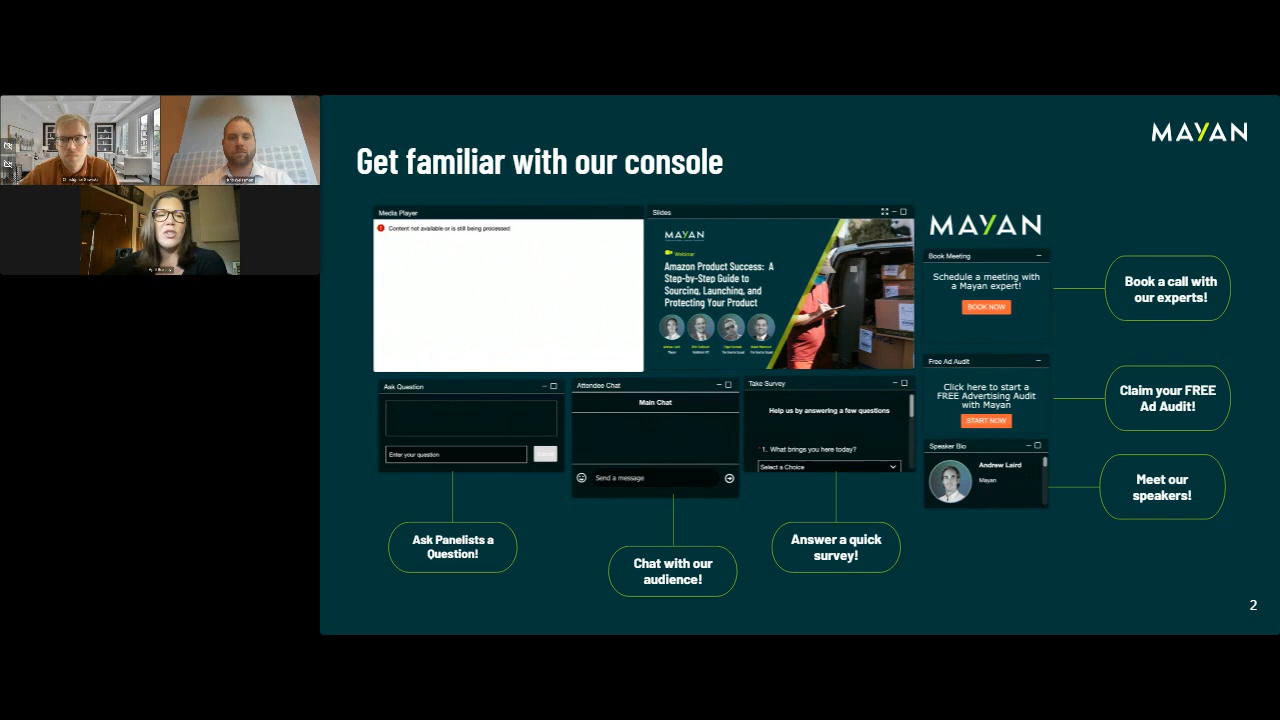 MAYAN
Get familiar with our console
Media Player
Content not available or is still being processed
Slides
MAYAN
Webinar
Amazon Product Success: A
Step-by-Step Guide to
Sourcing, Launching, and
Protecting Your Product
MAYAN
Book Meeting
Schedule a meeting with
a Mayan expert!
BOOK NOW
Book a call with
our experts!
Free Ad Audit
Click here to start a
FREE Advertising Audit
with Mayan
START NOW
Claim your FREE
Ad Audit!
Ask Question
Enter your question
Attendee Chat
Main Chat
Send a message
Take Survey
Help us by answering a few questions
1. What brings you here today?
Select a Choice
Speaker Bio
Andrew Laird
Mayan
Meet our
speakers!
Ask Panelists a
Question!
Chat with our
audience!
Answer a quick
survey!
2